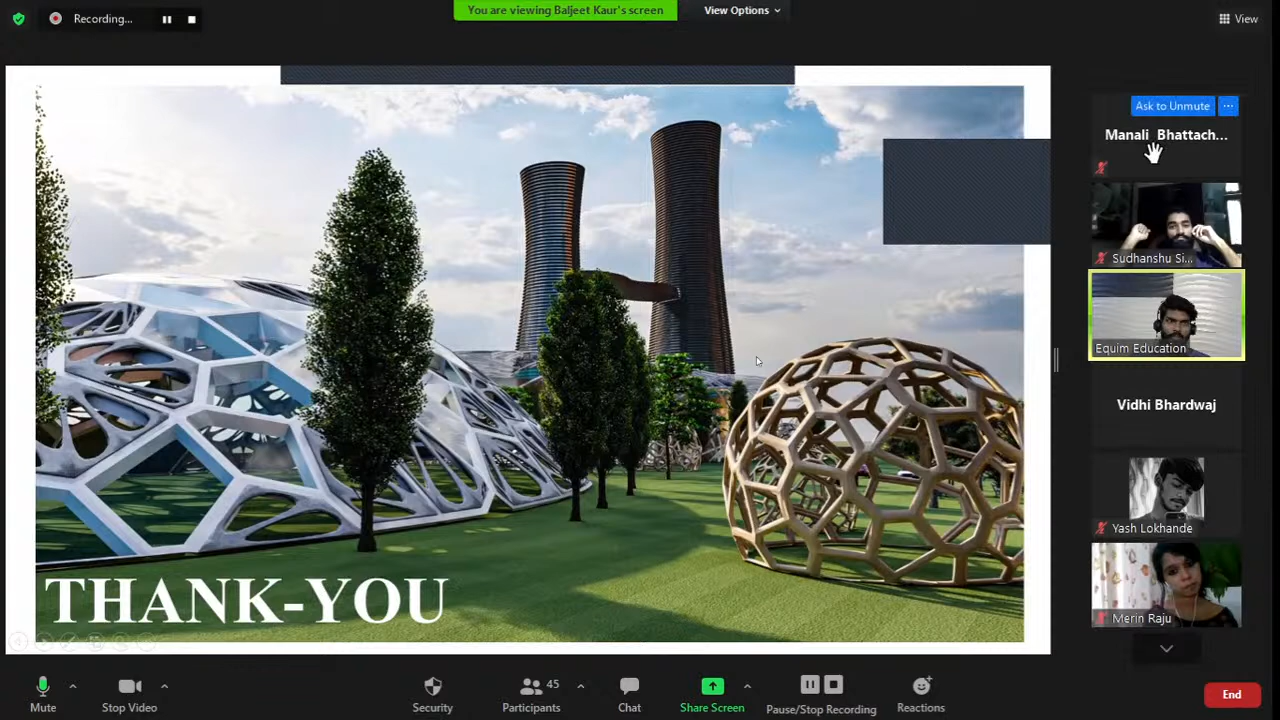 Recording...
You are viewing Baljeet Kaur's screen
View Options
View
Ask to Unmute
...
Manali_Bhattach...
Sudhanshu Si...
Equim Education
Vidhi Bhardwaj
Yash Lokhande
Merin Raju
THANK-YOU
Mute
Stop Video
Security
45
Participants
Chat
Share Screen
Pause/Stop Recording
Reactions
End